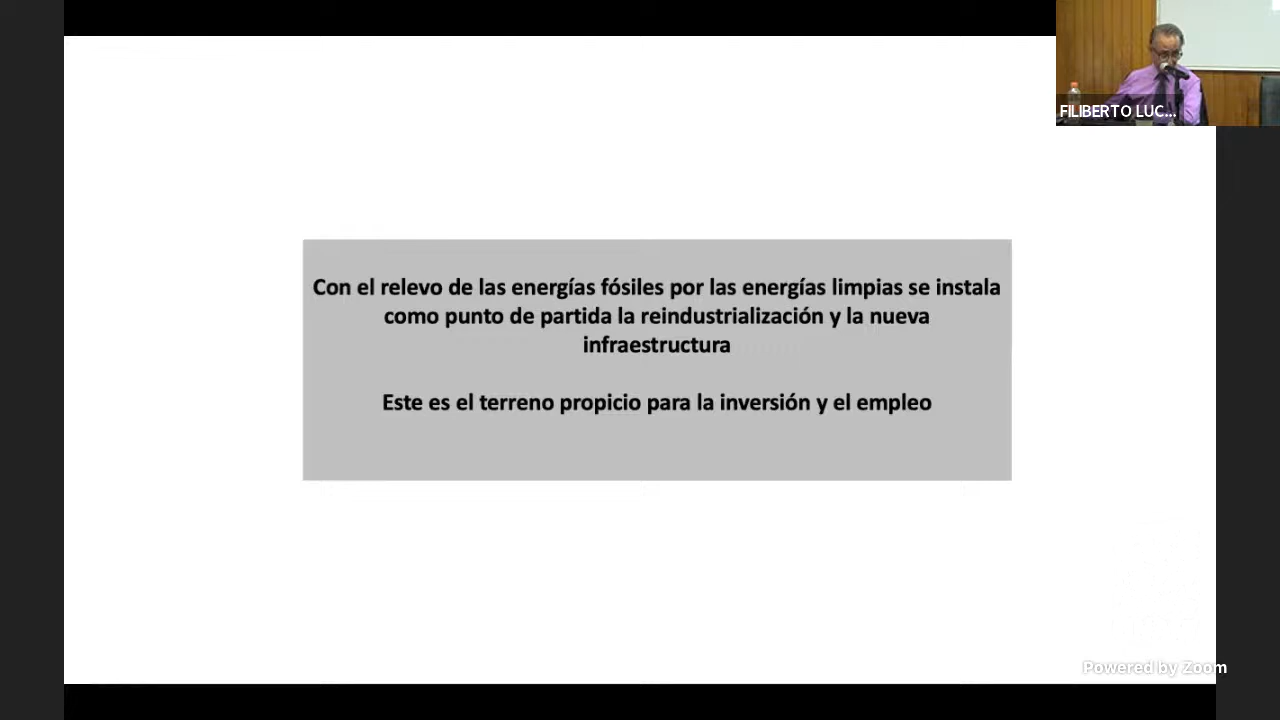 FILIBERTO LUC...
Con el relevo de las energías fósiles por las energías limpias se instala
como punto de partida la reindustrialización y la nueva
infraestructura
Este es el terreno propicio para la inversión y el empleo
Powered by Zoom